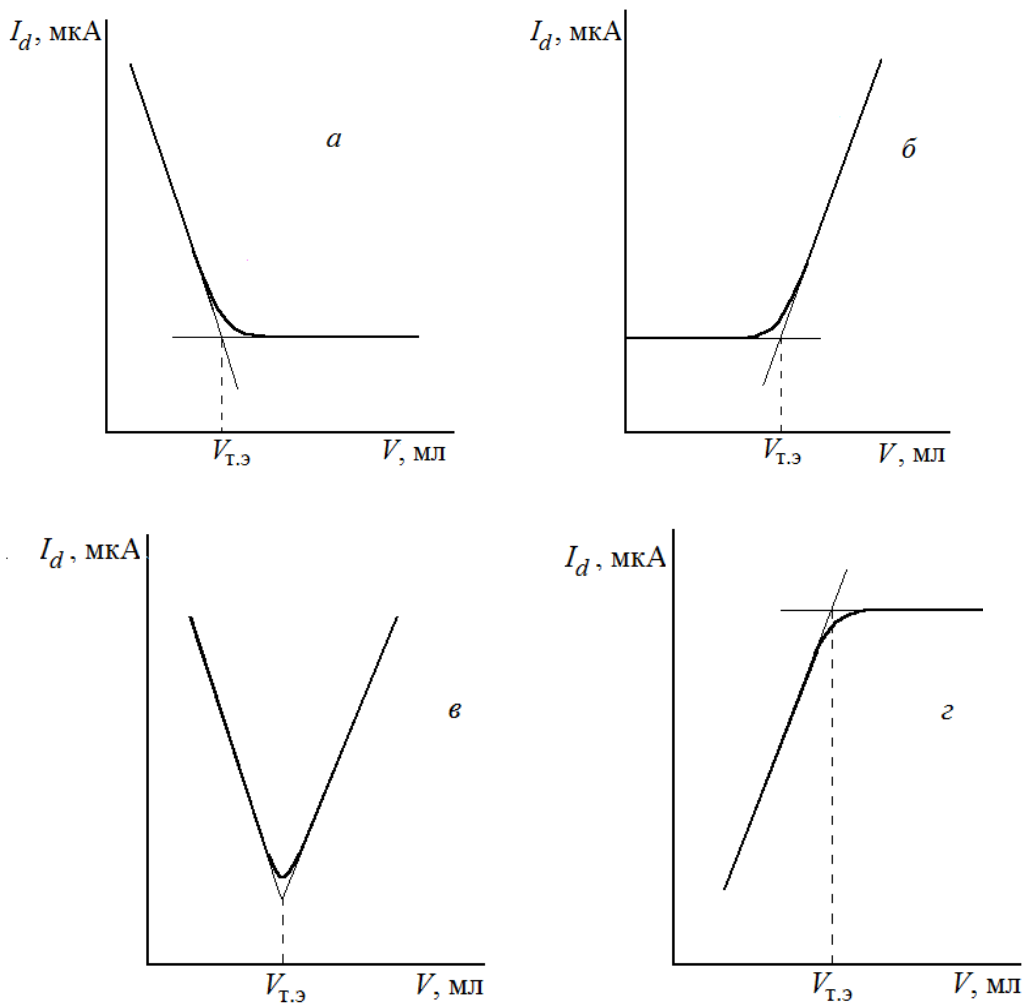 I_d, мкА
а
V_т.э
V, мл
I_d, мкА
б
V_т.э
V, мл
I_d, мкА
в
V_т.э
V, мл
I_d, мкА
г
V_т.э
V, мл